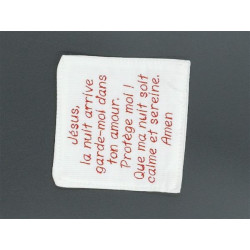 Jésus,
la nuit arrive
garde-moi dans
ton amour.
Protège moi !
Que ma nuit soit
calme et sereine.
Amen